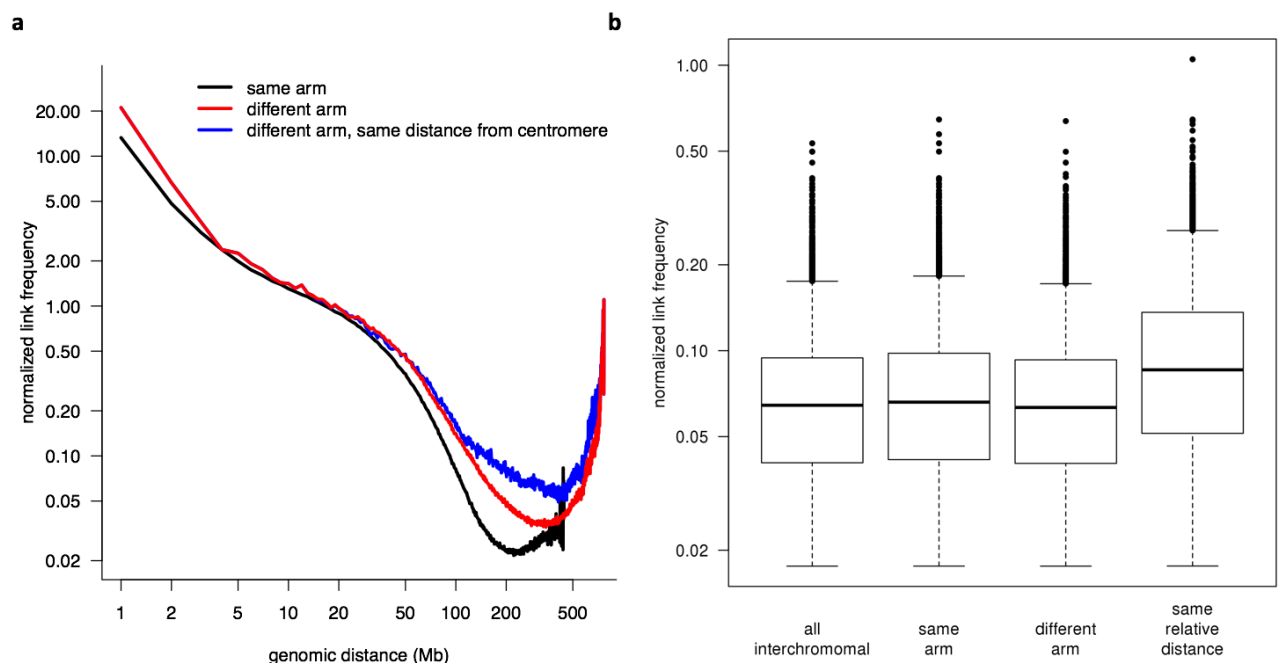 a
normalized link frequency
20.00
10.00
5.00
2.00
1.00
0.50
0.20
0.10
0.05
0.02
same arm
different arm
different arm, same distance from centromere
1 2 5 10 20 50 100 200 500
genomic distance (Mb)
b
normalized link frequency
1.00
0.50
0.20
0.10
0.05
0.02
all
interchromomal
same
arm
different
arm
same
relative
distance